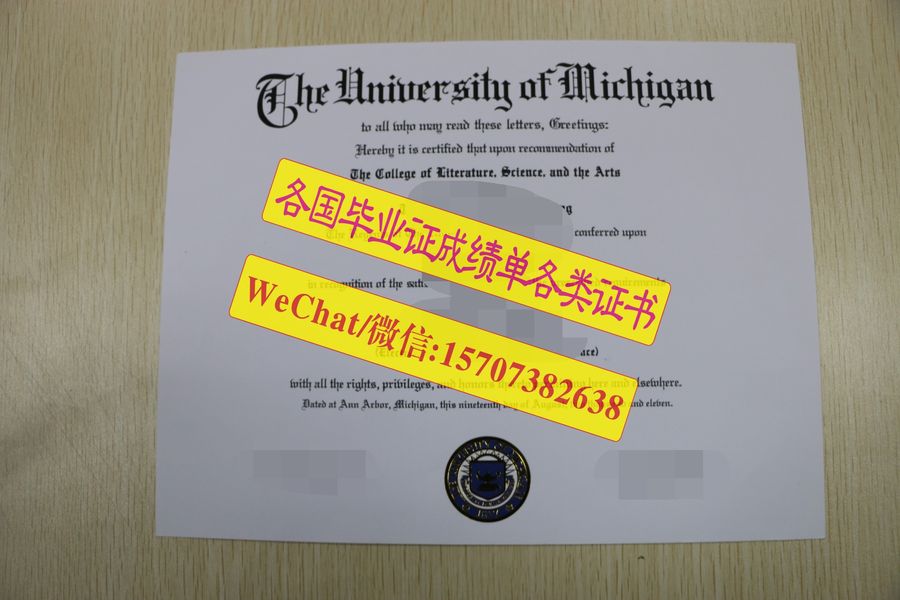 The University of Michigan
to all who may read these letters, Greetings:
Hereby it is certified that upon recommendation of
The College of Literature, Science, and the Arts
各国毕业证成绩单各类证书
conferred upon
in recognition of the
WeChat/微信:15707382638
with all the rights, privileges, and honors elsewhere.
Dated at Ann Arbor, Michigan, this nineteenth day of August, and eleven.